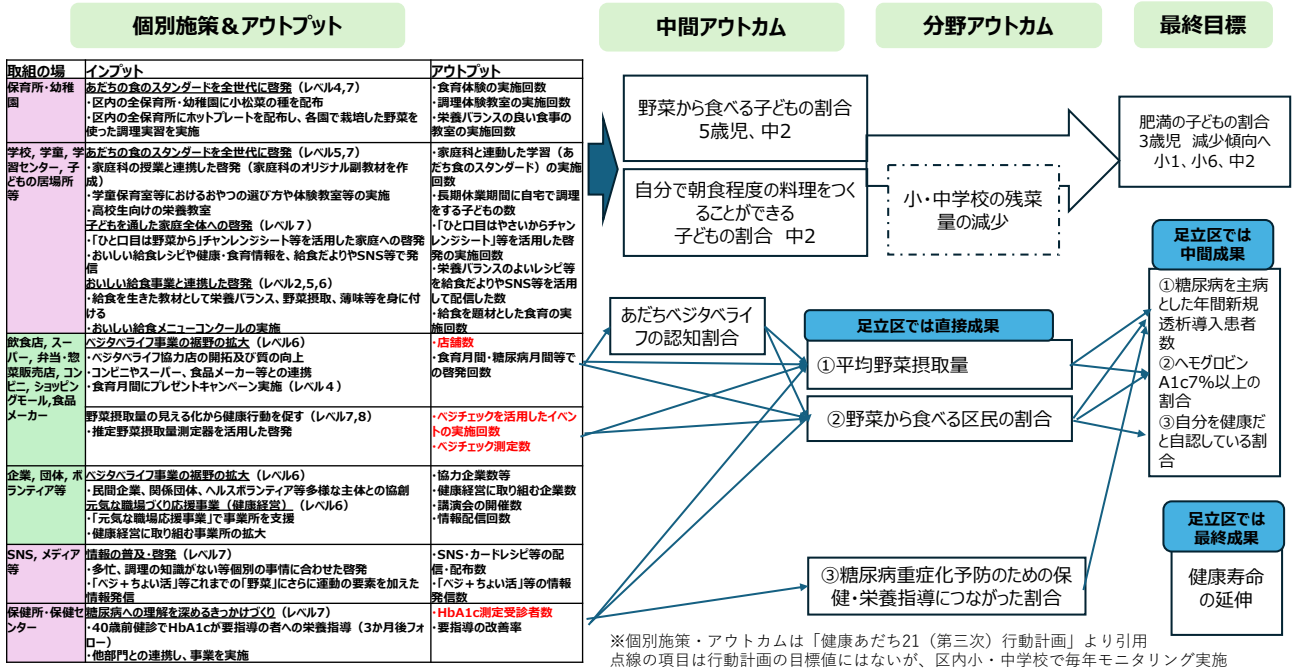 個別施策＆アウトプット
中間アウトカム
分野アウトカム
最終目標
取組の場
インプット
アウトプット
保育所・幼稚
園
あだちの食のスタンダードを全世代に啓発（レベル4,7）
・区内の全保育所・幼稚園に小松菜の種を配布
・区内の全保育所にホットプレートを配布し、各園で栽培した野菜を
使った調理実習を実施
・食育体験の実施回数
・調理体験教室の実施回数
・栄養バランスの良い食事の
教室の実施回数
学校, 学童, 学
習センター, 子
どもの居場所
等
あだちの食のスタンダードを全世代に啓発（レベル5,7）
・家庭科の授業と連携した啓発（家庭科のオリジナル副教材を作
成）
・学童保育室等におけるおやつの選び方や体験教室等の実施
・高校生向けの栄養教室
子どもを通した家庭全体への啓発（レベル７）
・「ひと口目は野菜から」チャンレンジシート等を活用した家庭への啓発
・おいしい給食レシピや健康・食育情報を、給食だよりやSNS等で発
信
おいしい給食事業と連携した啓発（レベル2,5,6）
・給食を生きた教材として栄養バランス、野菜摂取、薄味等を身に付
ける
・おいしい給食メニューコンクールの実施
・家庭科と連動した学習（あ
だち食のスタンダード）の実施
回数
・長期休業期間に自宅で調理
をする子どもの数
・「ひと口目はやさいからチャ
レンジシート」等を活用した啓
発の実施回数
・栄養バランスのよいレシピ等
を給食だよりやSNS等を活用
して配信した数
・給食を題材とした食育の実
施回数
飲食店, スー
パー, 弁当・惣
菜販売店, コン
ビニ, ショッピン
グモール,食品
メーカー
ベジタベライフ事業の裾野の拡大（レベル6）
・ベジタベライフ協力店の開拓及び質の向上
・コンビニやスーパー、食品メーカー等との連携
・食育月間にプレゼントキャンペーン実施（レベル４）
・店舗数
・食育月間・糖尿病月間等で
の啓発回数
野菜摂取量の見える化から健康行動を促す（レベル7,8）
・推定野菜摂取量測定器を活用した啓発
・ベジチェックを活用したイベン
トの実施回数
・ベジチェック測定数
企業, 団体, ボ
ランティア等
ベジタベライフ事業の裾野の拡大（レベル6）
・民間企業、関係団体、ヘルスボランティア等多様な主体との協創
元気な職場づくり応援事業（健康経営）（レベル6）
・「元気な職場応援事業」で事業所を支援
・健康経営に取り組む事業所の拡大
・協力企業数等
・健康経営に取り組む企業数
・講演会の開催数
・情報配信回数
SNS, メディア
等
情報の普及・啓発（レベル7）
・多忙、調理の知識がない等個別の事情に合わせた啓発
・「ベジ＋ちょい活」等これまでの「野菜」にさらに運動の要素を加えた
情報発信
・SNS・カードレシピ等の配
信・配布数
・「ベジ＋ちょい活」等の情報
発信数
保健所・保健セ
ンター
糖尿病への理解を深めるきっかけづくり（レベル7）
・40歳前健診でHbA1cが要指導の者への栄養指導（3か月後フォ
ロー）
・他部門との連携し、事業を実施
・HbA1c測定受診者数
・要指導の改善率
野菜から食べる子どもの割合
5歳児、中2
自分で朝食程度の料理をつく
ることができる
子どもの割合 中2
小・中学校の残菜
量の減少
肥満の子どもの割合
3歳児 減少傾向へ
小1、小6、中2
あだちベジタベライ
フの認知割合
足立区では直接成果
①平均野菜摂取量
②野菜から食べる区民の割合
③糖尿病重症化予防のための保
健・栄養指導につながった割合
足立区では
中間成果
①糖尿病を主病
とした年間新規
透析導入患者
数
②ヘモグロビン
A1c7%以上の
割合
③自分を健康だ
と自認している割
合
足立区では
最終成果
健康寿命
の延伸
※個別施策・アウトカムは「健康あだち21（第三次）行動計画」より引用
点線の項目は行動計画の目標値にはないが、区内小・中学校で毎年モニタリング実施